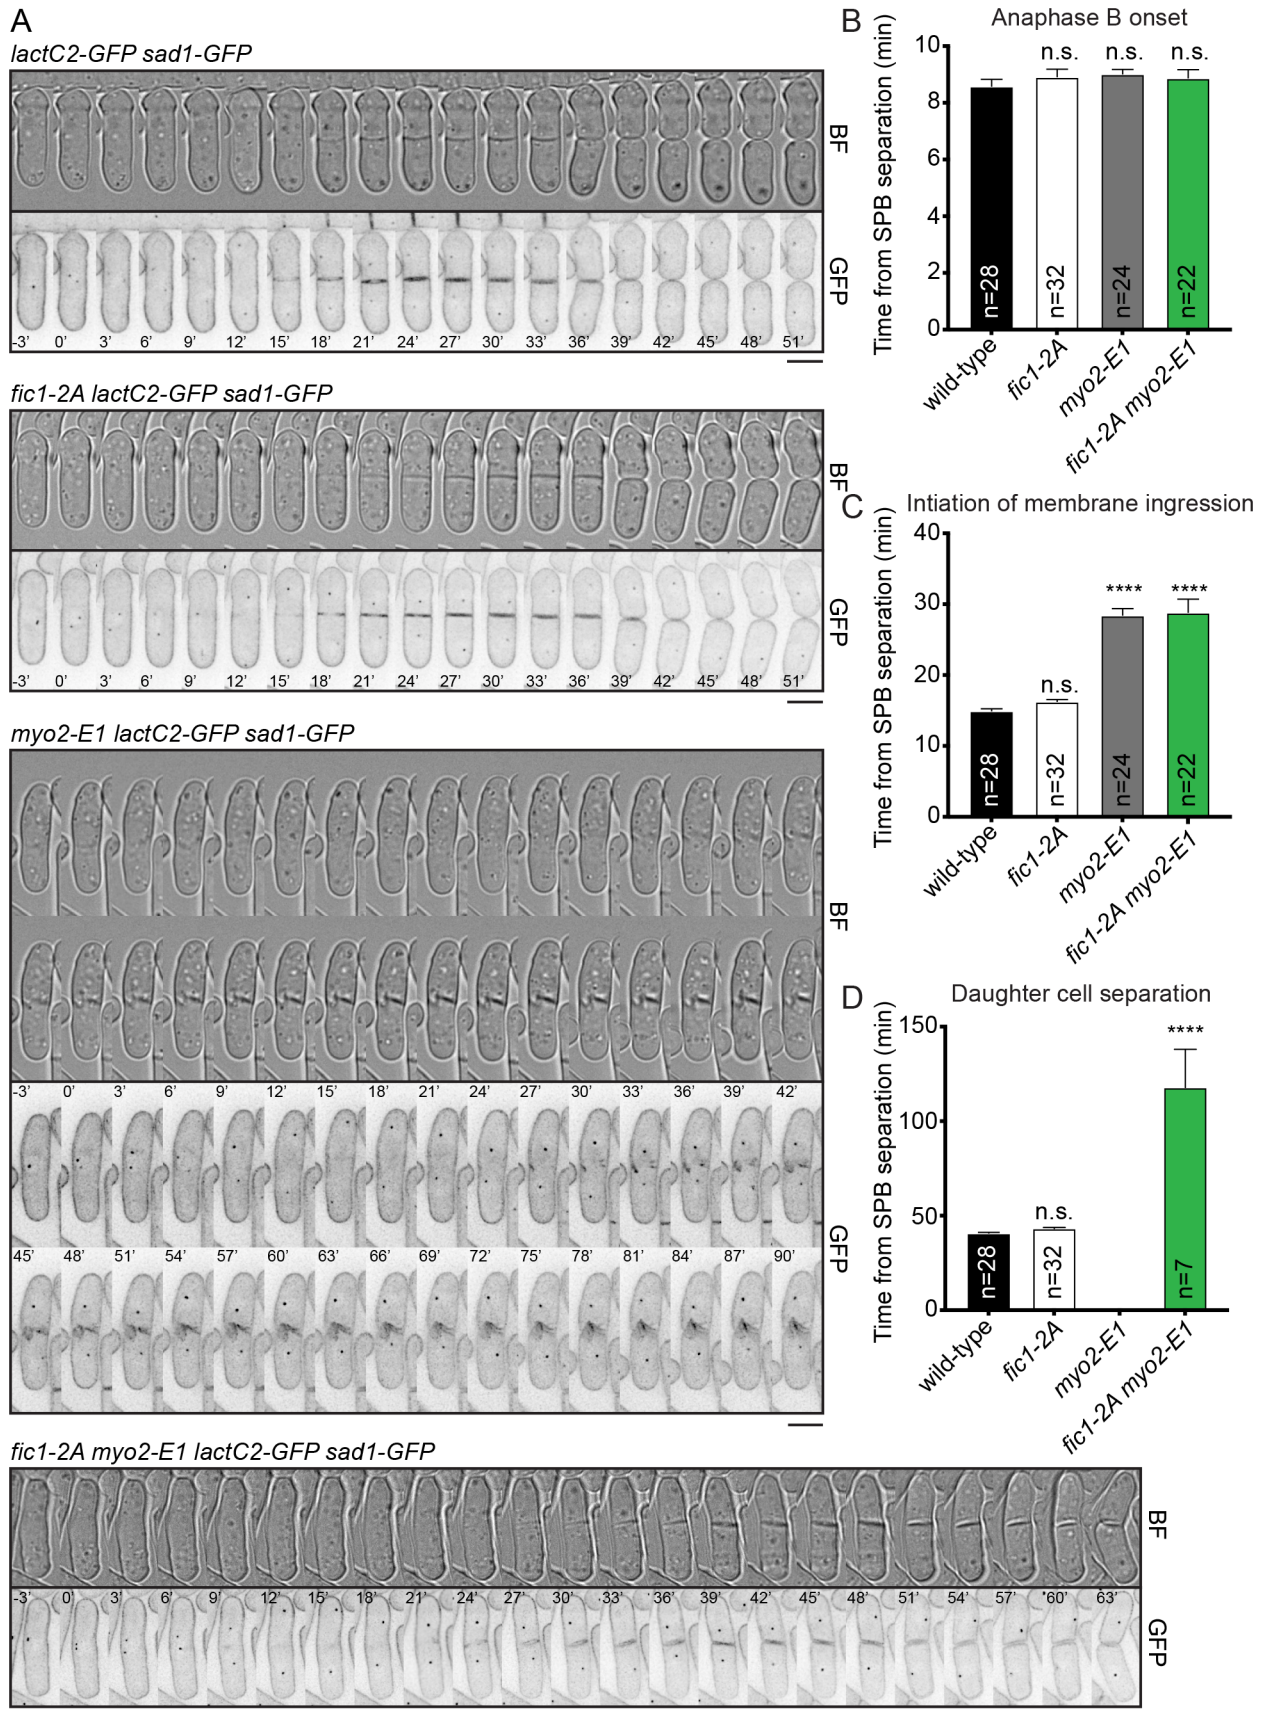 A
lactC2-GFP sad1-GFP
BF
GFP
-3' 0' 3' 6' 9' 12' 15' 18' 21' 24' 27' 30' 33' 36' 39' 42' 45' 48' 51'
fic1-2A lactC2-GFP sad1-GFP
BF
GFP
-3' 0' 3' 6' 9' 12' 15' 18' 21' 24' 27' 30' 33' 36' 39' 42' 45' 48' 51'
myo2-E1 lactC2-GFP sad1-GFP
BF
-3' 0' 3' 6' 9' 12' 15' 18' 21' 24' 27' 30' 33' 36' 39' 42'
GFP
45' 48' 51' 54' 57' 60' 63' 66' 69' 72' 75' 78' 81' 84' 87' 90'
fic1-2A myo2-E1 lactC2-GFP sad1-GFP
BF
-3' 0' 3' 6' 9' 12' 15' 18' 21' 24' 27' 30' 33' 36' 39' 42' 45' 48' 51' 54' 57' 60' 63'
GFP
B
Anaphase B onset
Time from SPB separation (min)
10
8
6
4
2
0
n.s. n.s. n.s.
n=28 n=32 n=24 n=22
wild-type fic1-2A myo2-E1 fic1-2A myo2-E1
C
Intiation of membrane ingression
Time from SPB separation (min)
40
30
20
10
0
n.s. **** ****
n=28 n=32 n=24 n=22
wild-type fic1-2A myo2-E1 fic1-2A myo2-E1
D
Daughter cell separation
Time from SPB separation (min)
150
100
50
0
n.s. ****
n=28 n=32 n=7
wild-type fic1-2A myo2-E1 fic1-2A myo2-E1